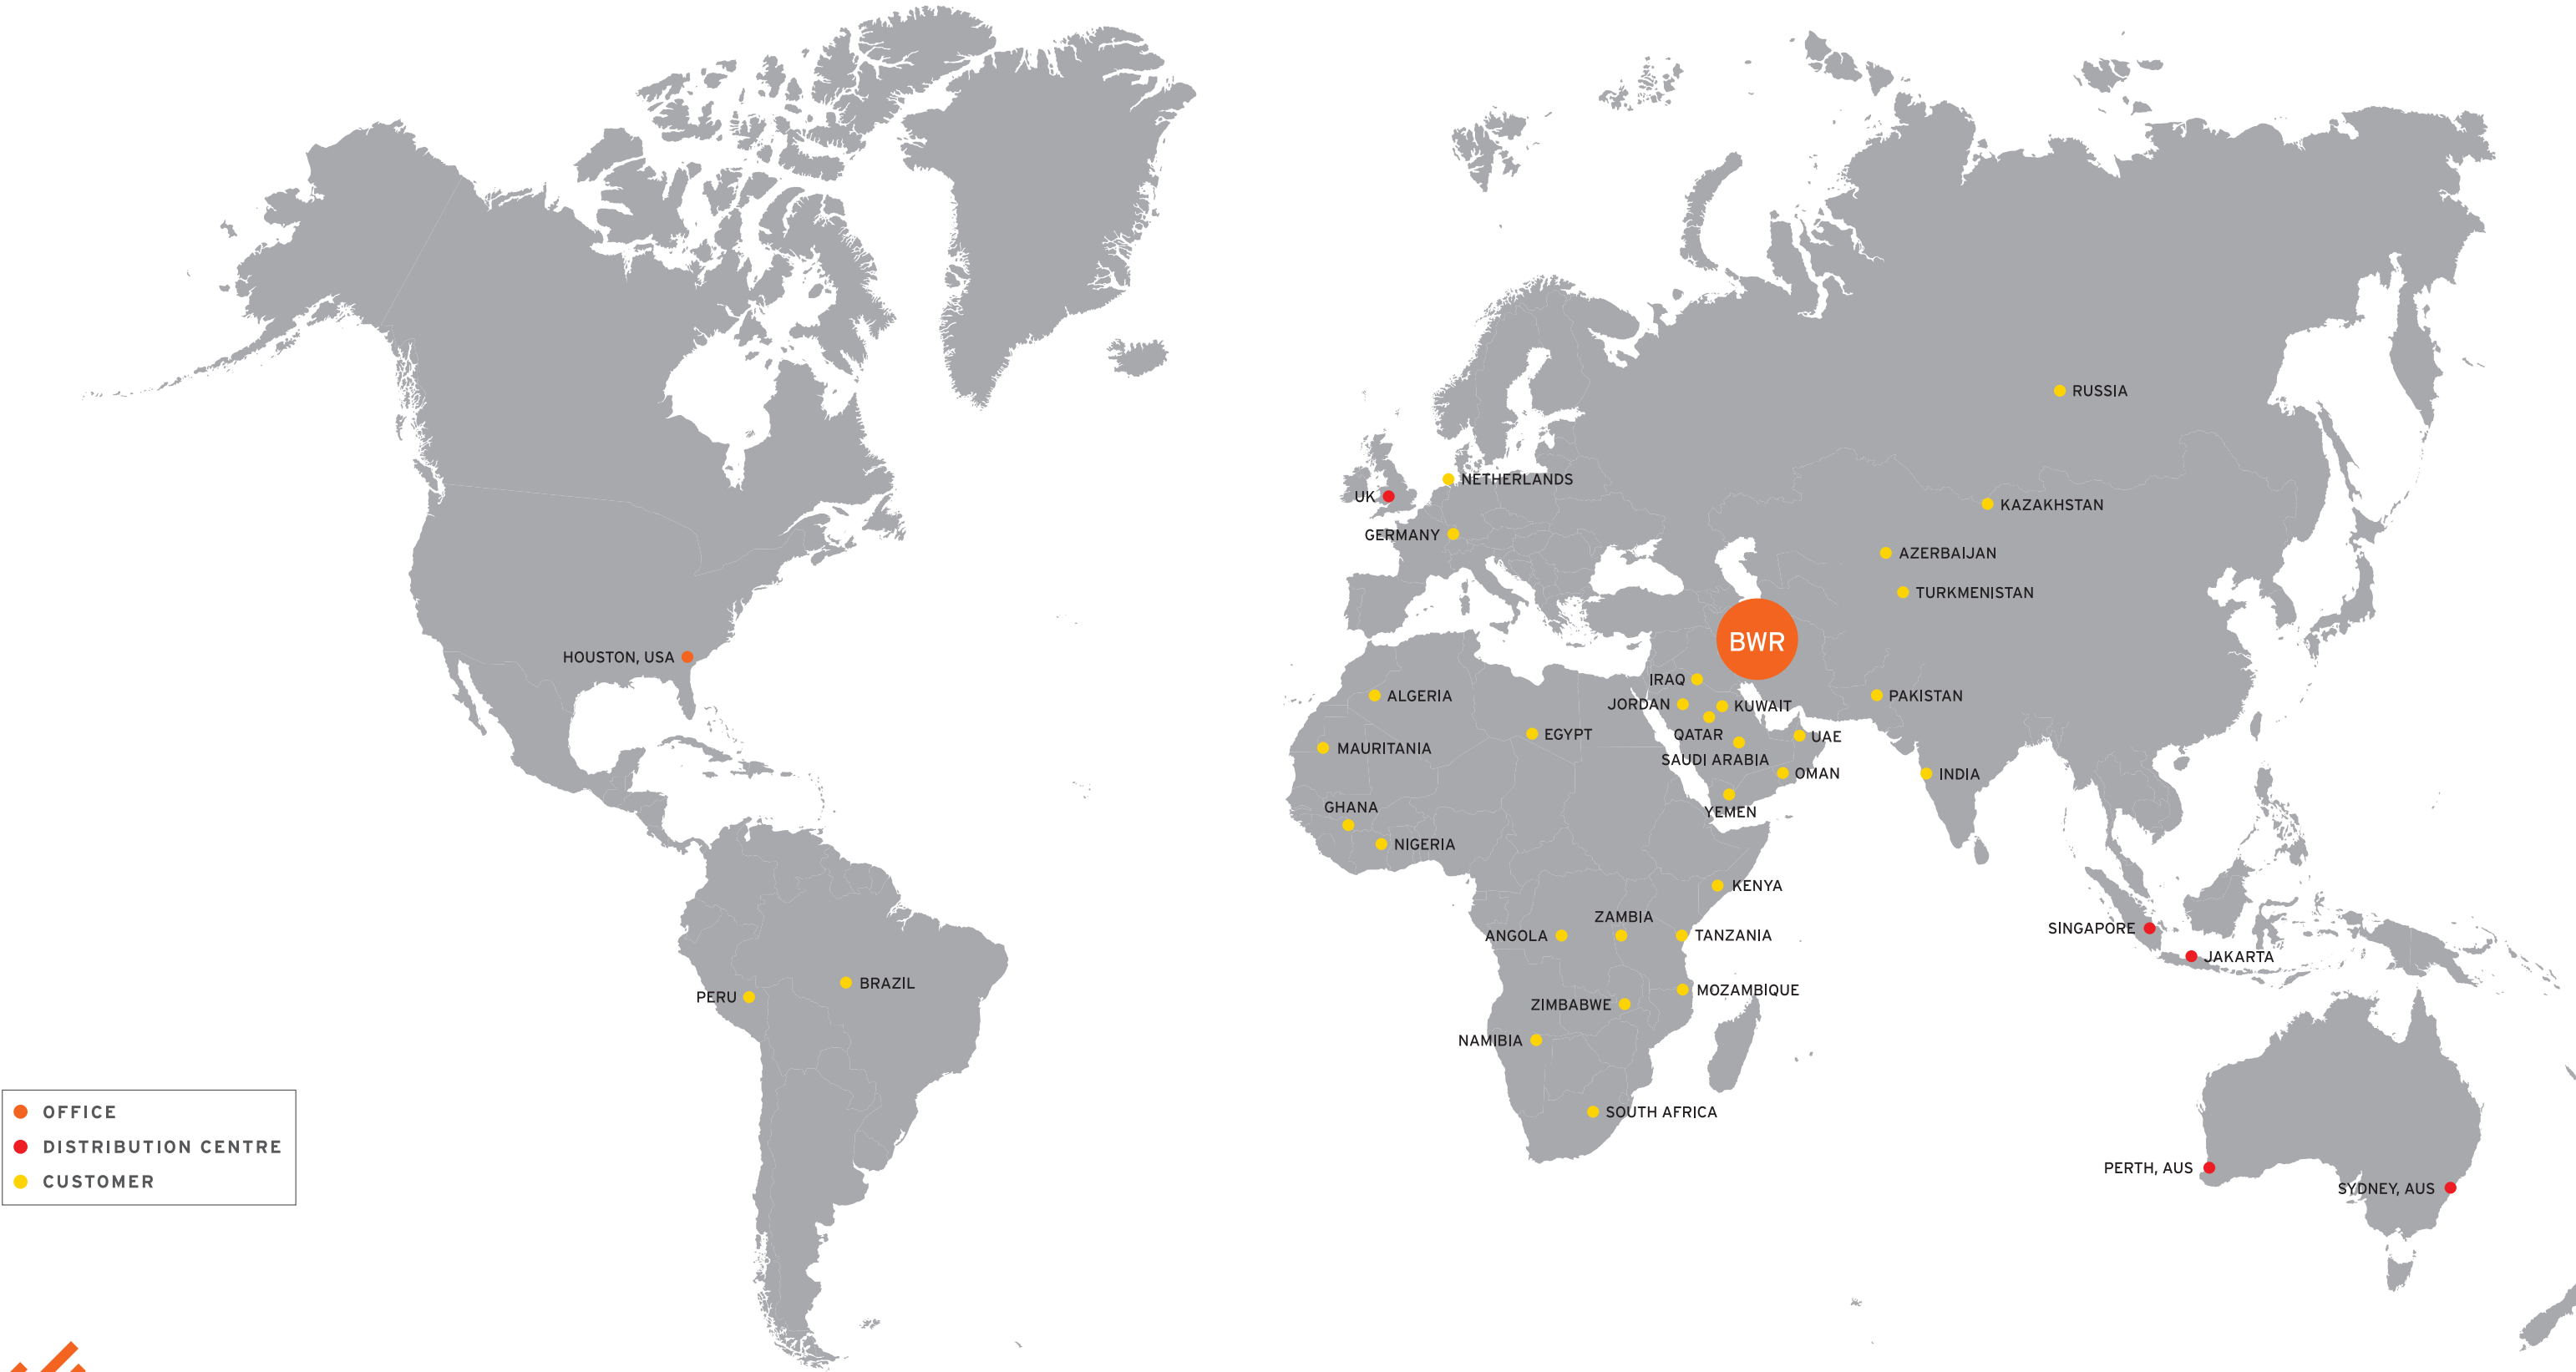 RUSSIA
NETHERLANDS
UK
KAZAKHSTAN
GERMANY
AZERBAIJAN
TURKMENISTAN
BWR
HOUSTON, USA
IRAQ
ALGERIA
PAKISTAN
JORDAN
KUWAIT
EGYPT
QATAR
UAE
MAURITANIA
SAUDI ARABIA
OMAN
INDIA
GHANA
YEMEN
NIGERIA
KENYA
ZAMBIA
SINGAPORE
ANGOLA
TANZANIA
JAKARTA
BRAZIL
MOZAMBIQUE
PERU
ZIMBABWE
NAMIBIA
OFFICE
SOUTH AFRICA
DISTRIBUTION CENTRE
PERTH, AUS
CUSTOMER
SYDNEY, AUS